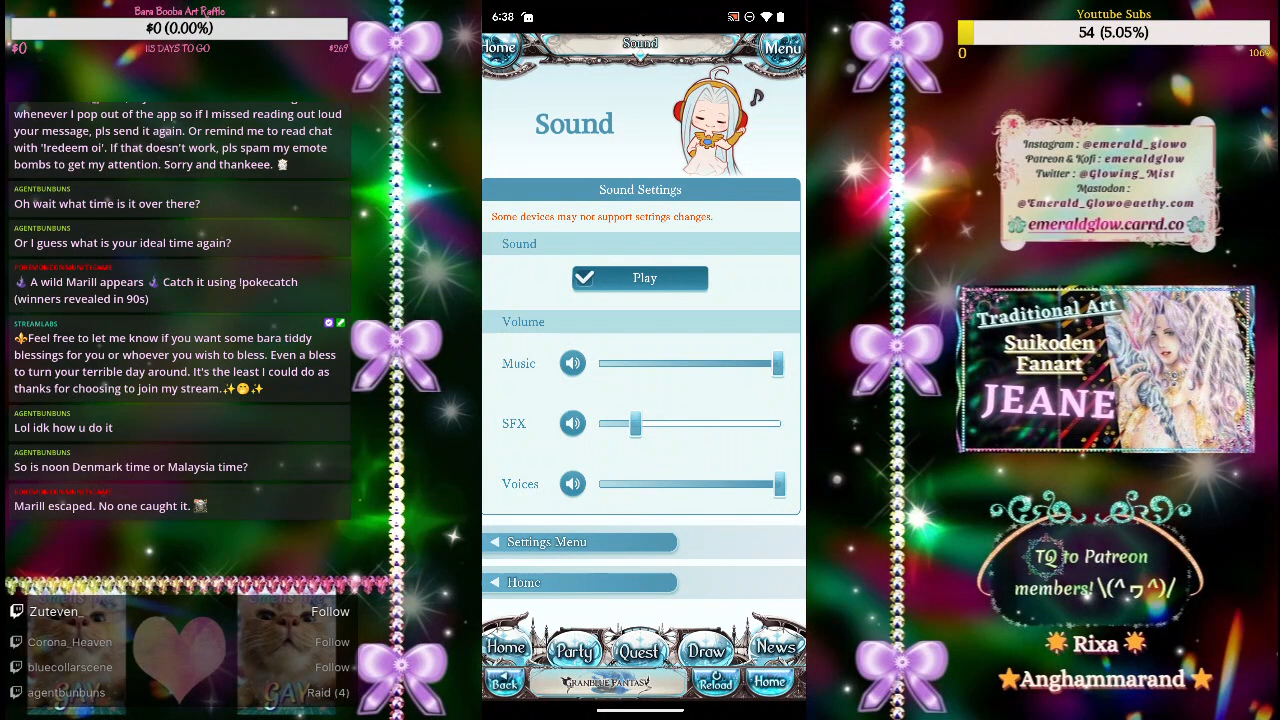 Bara Booba Art Raffle
$0 (0.00%)
$0
115 DAYS TO GO
$269
whenever I pop out of the app so if I missed reading out loud
your message, pls send it again. Or remind me to read chat
with '!redeem oi'. If that doesn't work, pls spam my emote
bombs to get my attention. Sorry and thankeee.
AGENTBUNBUNS
Oh wait what time is it over there?
AGENTBUNBUNS
Or I guess what is your ideal time again?
POKEMONCOMMUNITYGAME
A wild Marill appears Catch it using !pokecatch
(winners revealed in 90s)
STREAMLABS
Feel free to let me know if you want some bara tiddy
blessings for you or whoever you wish to bless. Even a bless
to turn your terrible day around. It's the least I could do as
thanks for choosing to join my stream.
AGENTBUNBUNS
Lol idk how u do it
AGENTBUNBUNS
So is noon Denmark time or Malaysia time?
POKEMONCOMMUNITYGAME
Marill escaped. No one caught it.
Zuteven_ Follow
Corona_Heaven Follow
bluecollarscene Follow
agentbunbuns Raid (4)
GAY GAY
6:38
Home Sound Menu
Sound
Sound Settings
Some devices may not support settings changes.
Sound
Play
Volume
Music
SFX
Voices
Settings Menu
Home
Home Party Quest Draw News
Back GRANBLUE FANTASY Reload Home
Youtube Subs
54 (5.05%)
0
1069
Instagram : @emerald_glowo
Patreon & Kofi : emeraldglow
Twitter : @Glowing_Mist
Mastodon :
@Emerald_Glowo@aethy.com
emeraldglow.carrd.co
Traditional Art
Suikoden
Fanart
JEANE
TQ to Patreon
members! \(^ヮ^)/
Rixa
Anghammarand